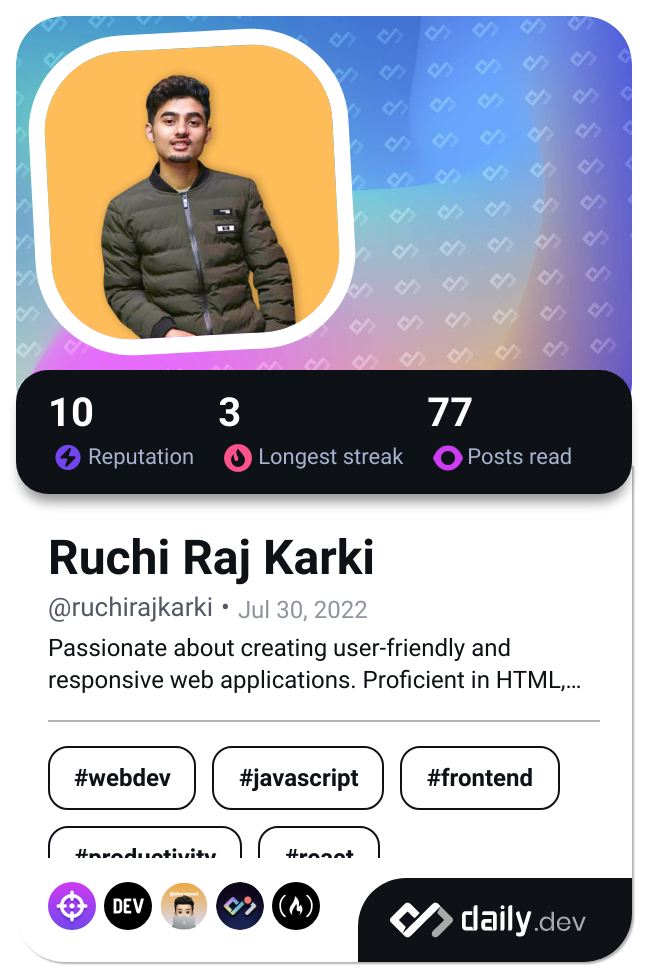 10 3 77
Reputation Longest streak Posts read
Ruchi Raj Karki
@ruchirajkarki • Jul 30, 2022
Passionate about creating user-friendly and
responsive web applications. Proficient in HTML,...
#webdev #javascript #frontend
#productivity #react
DEV
daily.dev